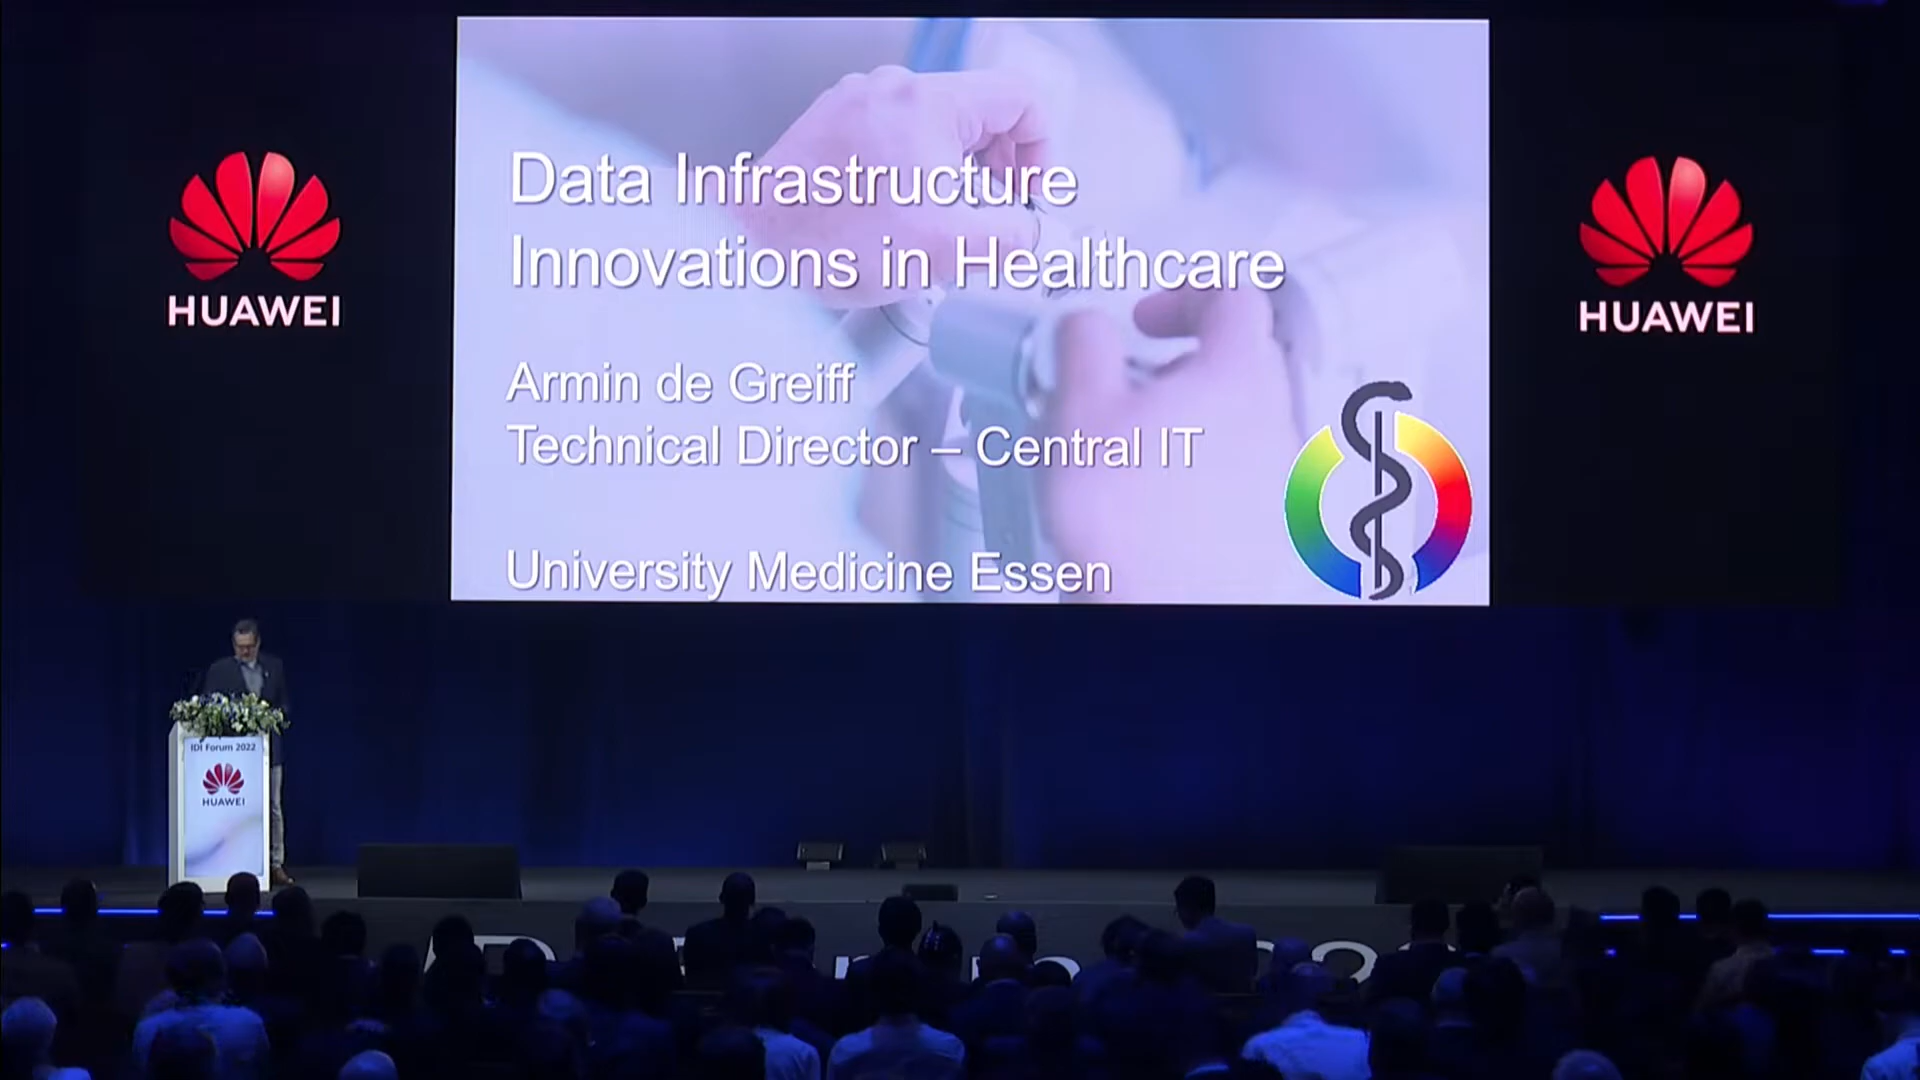 Data Infrastructure
Innovations in Healthcare
Armin de Greiff
Technical Director – Central IT
University Medicine Essen
HUAWEI
HUAWEI
IDI Forum 2022
HUAWEI